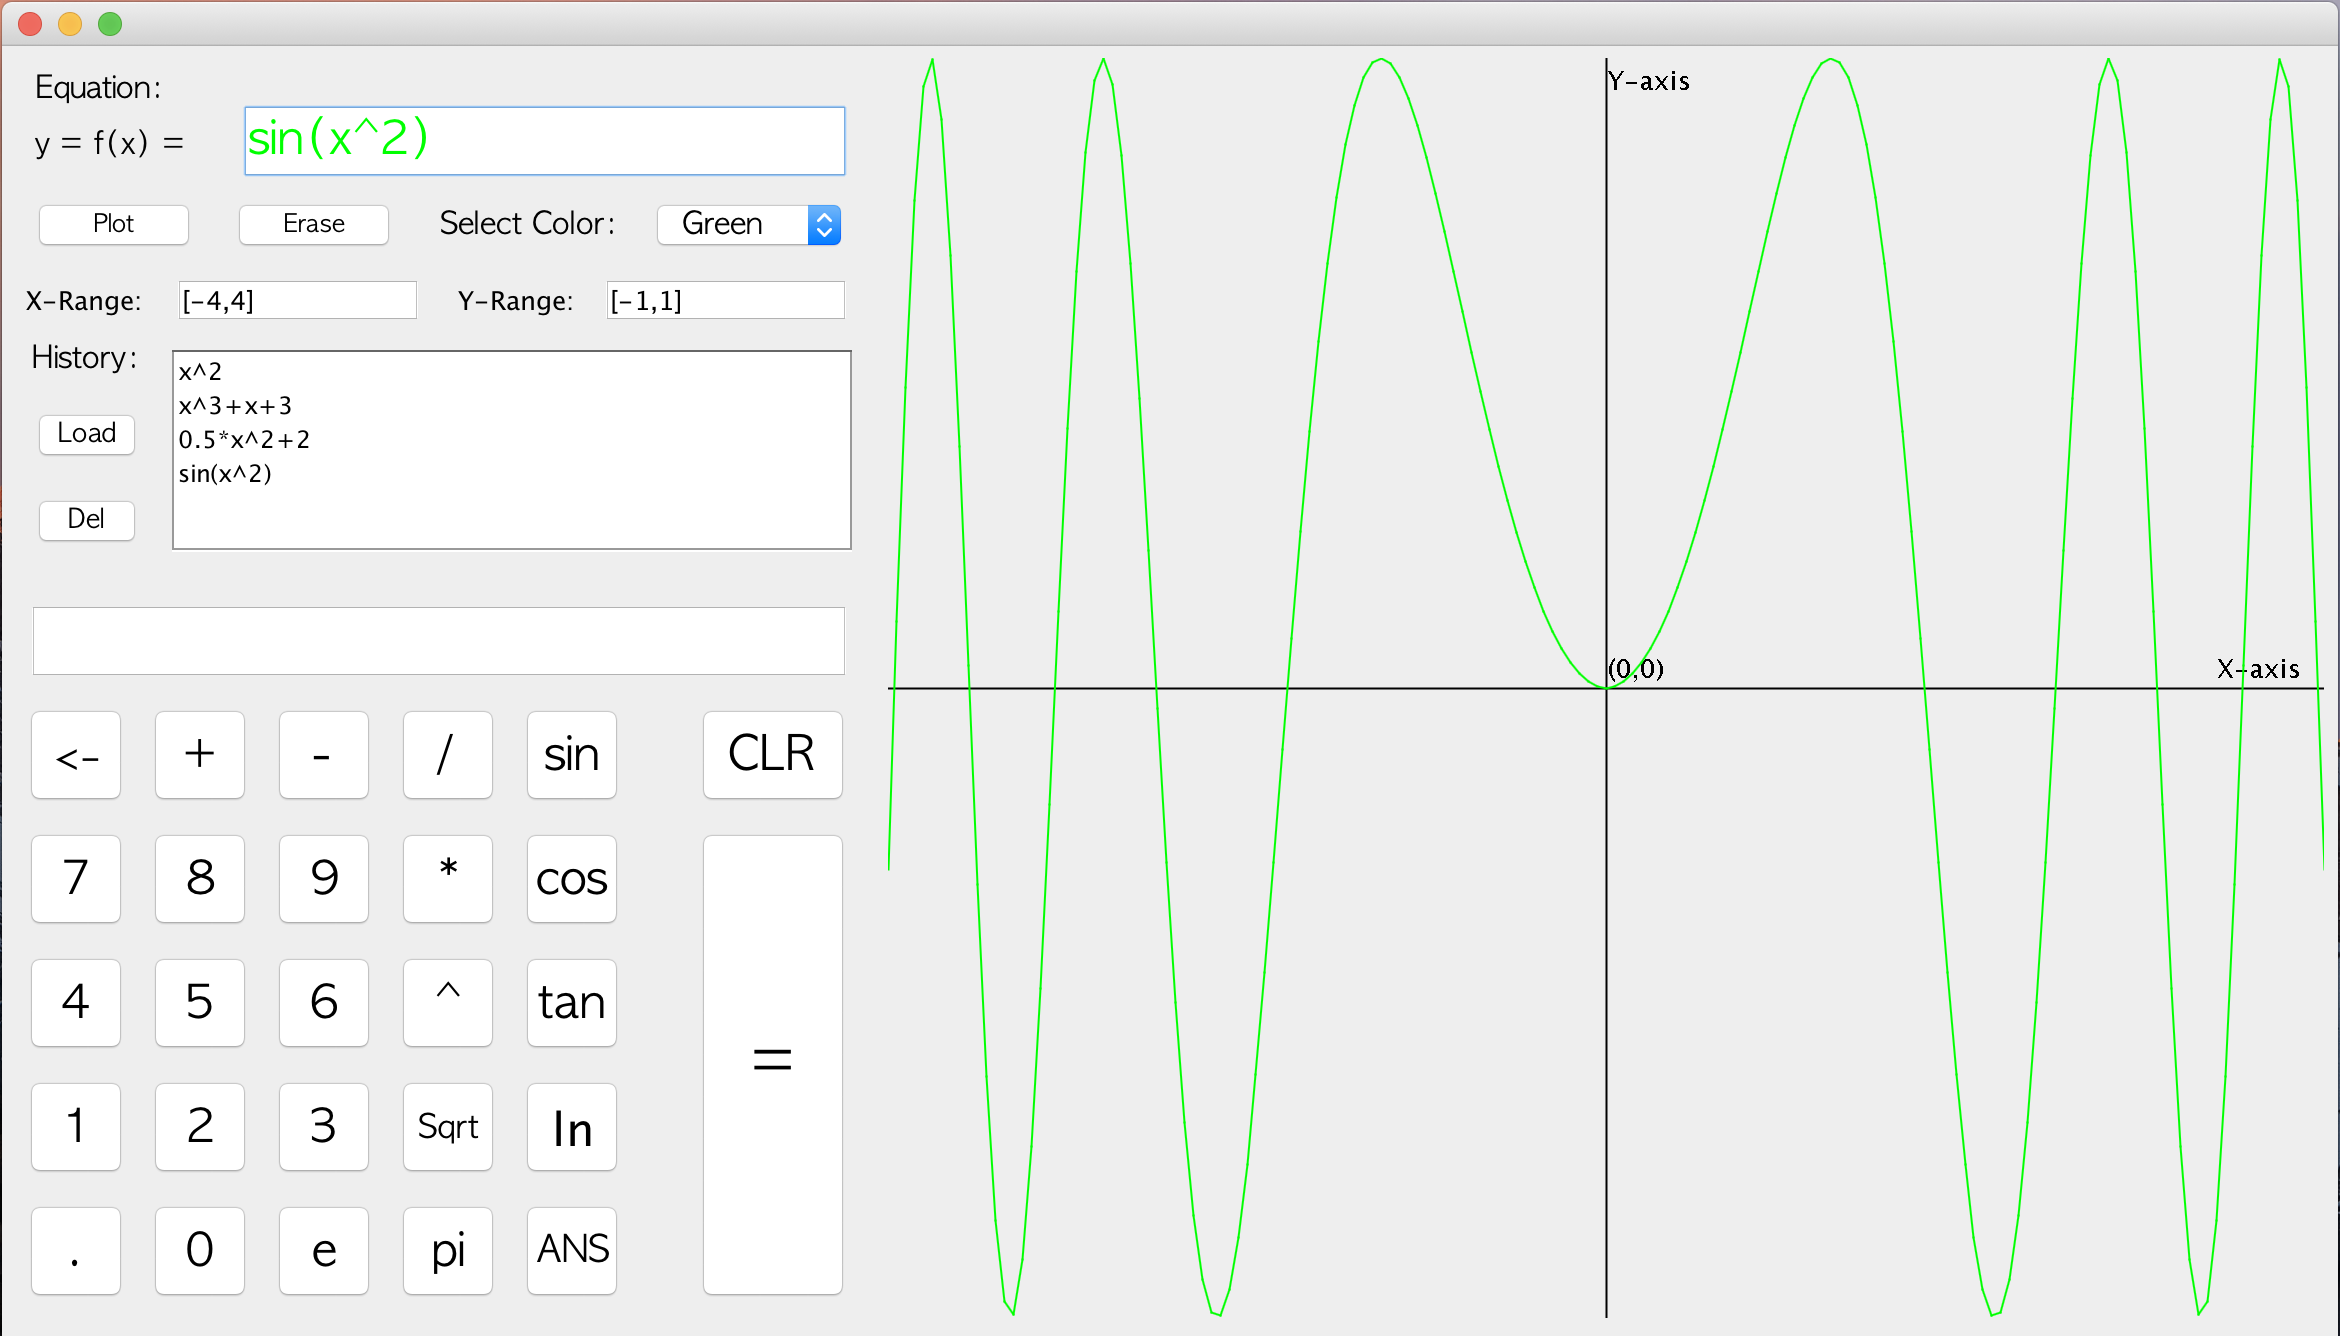 Equation:
y = f(x) =
sin(x^2)
Plot
Erase
Select Color:
Green
X-Range:
[-4,4]
Y-Range:
[-1,1]
History:
x^2
x^3+x+3
0.5*x^2+2
sin(x^2)
Load
Del
<- + - / sin CLR
7 8 9 * cos
4 5 6 ^ tan
=
1 2 3 Sqrt ln
. 0 e pi ANS
Y-axis
(0,0)
X-axis